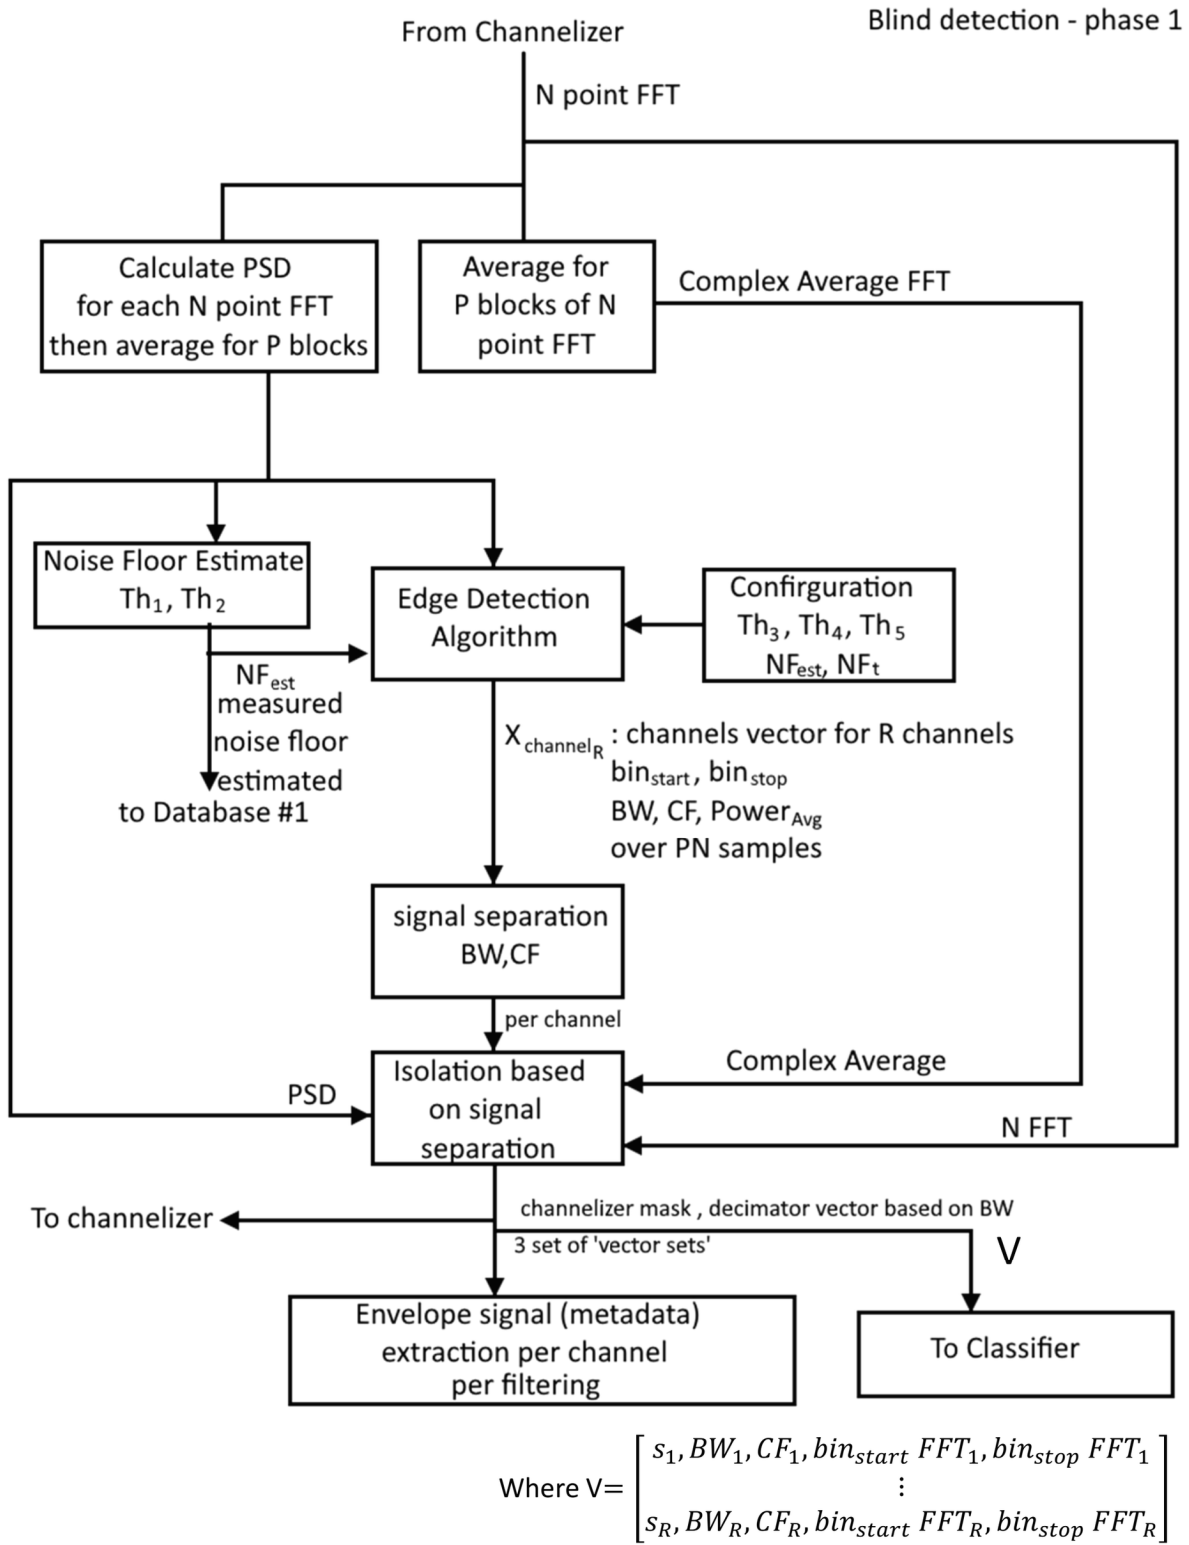 Blind detection - phase 1
From Channelizer
N point FFT
Calculate PSD
for each N point FFT
then average for P blocks
Average for
P blocks of N
point FFT
Complex Average FFT
Noise Floor Estimate
Th₁, Th₂
Edge Detection
Algorithm
Confirguration
Th₃, Th₄, Th₅
NFest, NFt
NFest
measured
noise floor
estimated
to Database #1
XchannelR : channels vector for R channels
binstart, binstop
BW, CF, PowerAvg
over PN samples
signal separation
BW,CF
per channel
Isolation based
on signal
separation
PSD
Complex Average
N FFT
To channelizer
channelizer mask , decimator vector based on BW
3 set of 'vector sets'
V
Envelope signal (metadata)
extraction per channel
per filtering
To Classifier
Where V=
s₁, BW₁, CF₁, binstart FFT₁, binstop FFT₁
⋮
sR, BWR, CFR, binstart FFTR, binstop FFTR